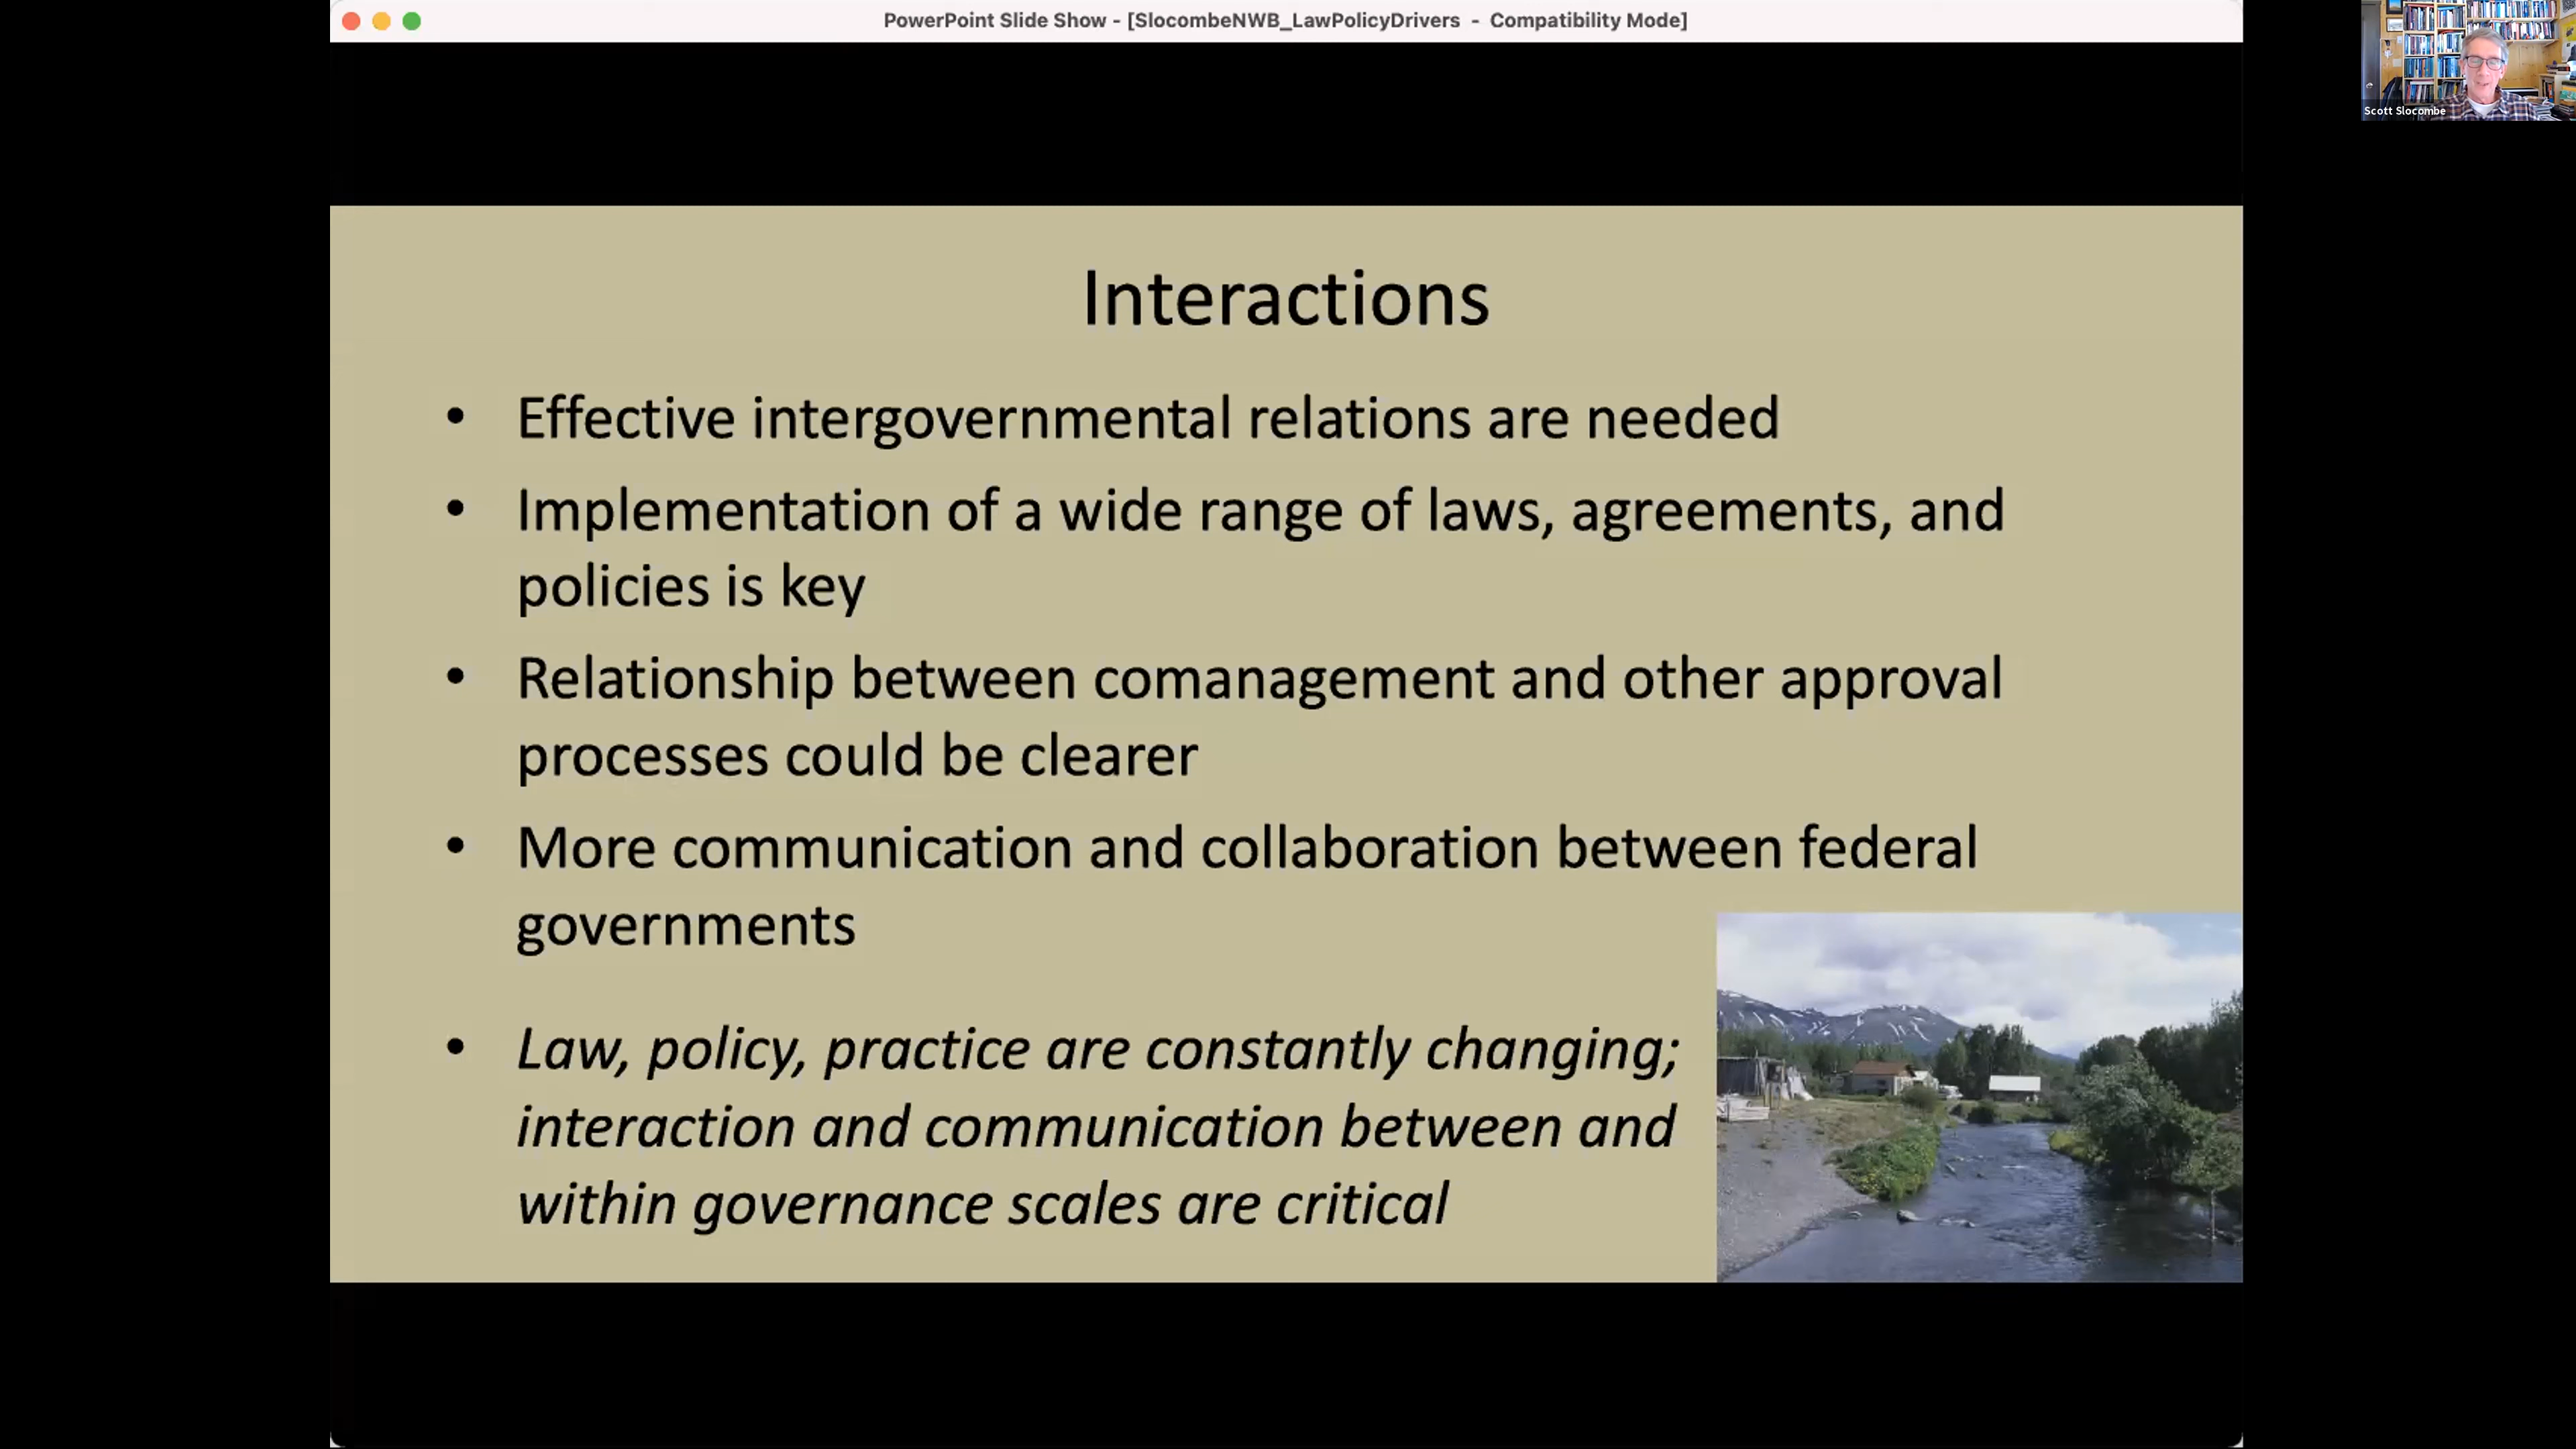 PowerPoint Slide Show - [SlocombeNWB_LawPolicyDrivers - Compatibility Mode]
Scott Slocombe
Interactions
• Effective intergovernmental relations are needed
• Implementation of a wide range of laws, agreements, and
policies is key
• Relationship between comanagement and other approval
processes could be clearer
• More communication and collaboration between federal
governments
• Law, policy, practice are constantly changing;
interaction and communication between and
within governance scales are critical